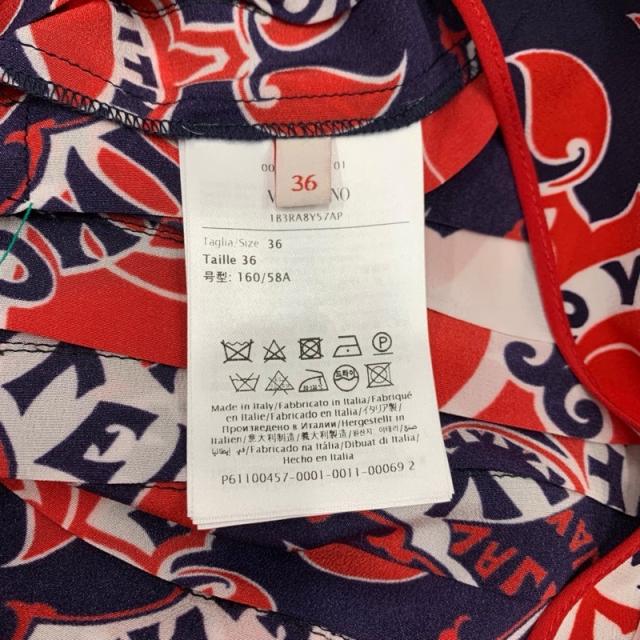 36
1B3RA8Y57AP
Taglia/Size 36
Taille 36
号型: 160/58A
Made in Italy/Fabbricato in Italia/Fabriqué
en Italie/Fabricado en Italia/イタリア製/
Произведено в Италии/Hergestellt in
Italien/意大利制造/義大利製造/
Fabricado na Itália/Dibuat di Italia/
Hecho en Italia
P61100457-0001-0011-00069 2